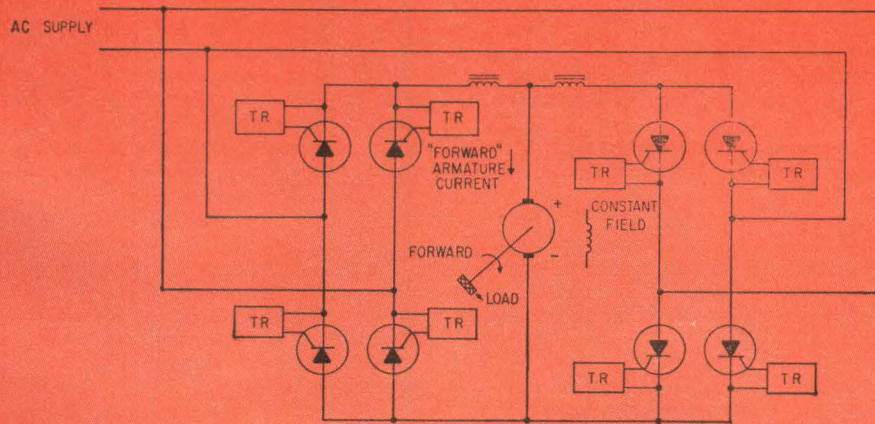 AC SUPPLY
TR
TR
"FORWARD"
ARMATURE
CURRENT
TR
TR
+
CONSTANT
FIELD
-
FORWARD
LOAD
TR
TR
TR
TR